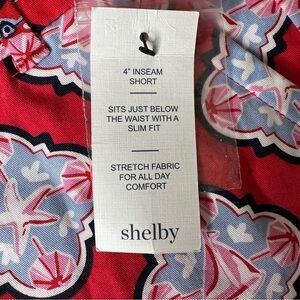 4" INSEAM
SHORT
SITS JUST BELOW
THE WAIST WITH A
SLIM FIT
STRETCH FABRIC
FOR ALL DAY
COMFORT
shelby